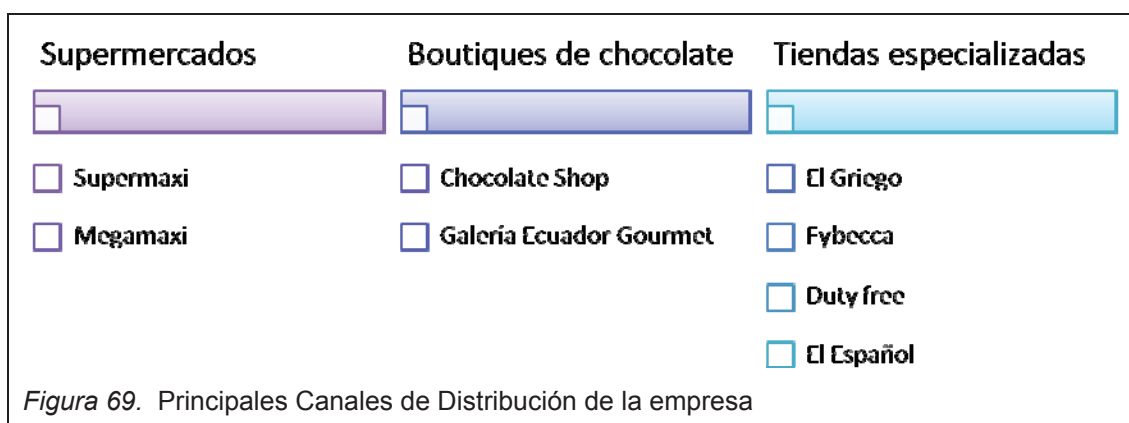 Supermercados
Supermaxi
Megamaxi
Boutiques de chocolate
Chocolate Shop
Galería Ecuador Gourmet
Tiendas especializadas
El Griego
Fybecca
Duty free
El Español
Figura 69. Principales Canales de Distribución de la empresa